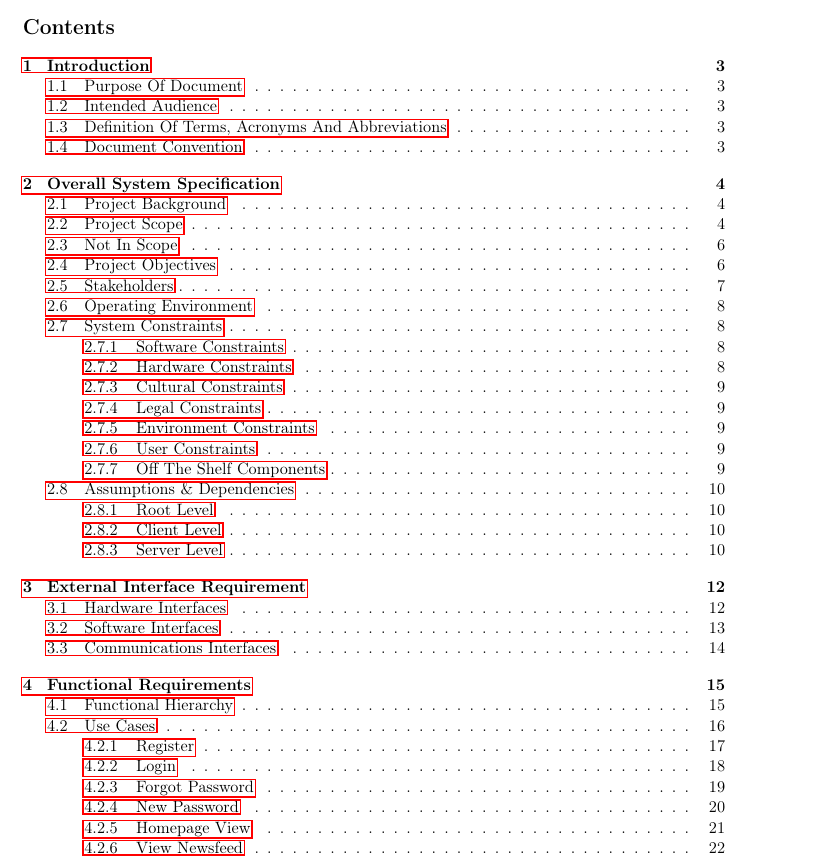 Contents
1 Introduction 3
1.1 Purpose Of Document . . . . . . . . . . . . . . . . . . . . . . . . . . . . . . . . . . . 3
1.2 Intended Audience . . . . . . . . . . . . . . . . . . . . . . . . . . . . . . . . . . . . . 3
1.3 Definition Of Terms, Acronyms And Abbreviations . . . . . . . . . . . . . . . . . . . 3
1.4 Document Convention . . . . . . . . . . . . . . . . . . . . . . . . . . . . . . . . . . . 3
2 Overall System Specification 4
2.1 Project Background . . . . . . . . . . . . . . . . . . . . . . . . . . . . . . . . . . . . 4
2.2 Project Scope . . . . . . . . . . . . . . . . . . . . . . . . . . . . . . . . . . . . . . . . 4
2.3 Not In Scope . . . . . . . . . . . . . . . . . . . . . . . . . . . . . . . . . . . . . . . . 6
2.4 Project Objectives . . . . . . . . . . . . . . . . . . . . . . . . . . . . . . . . . . . . . 6
2.5 Stakeholders . . . . . . . . . . . . . . . . . . . . . . . . . . . . . . . . . . . . . . . . . 7
2.6 Operating Environment . . . . . . . . . . . . . . . . . . . . . . . . . . . . . . . . . . 8
2.7 System Constraints . . . . . . . . . . . . . . . . . . . . . . . . . . . . . . . . . . . . . 8
2.7.1 Software Constraints . . . . . . . . . . . . . . . . . . . . . . . . . . . . . . . . 8
2.7.2 Hardware Constraints . . . . . . . . . . . . . . . . . . . . . . . . . . . . . . . 8
2.7.3 Cultural Constraints . . . . . . . . . . . . . . . . . . . . . . . . . . . . . . . . 9
2.7.4 Legal Constraints . . . . . . . . . . . . . . . . . . . . . . . . . . . . . . . . . . 9
2.7.5 Environment Constraints . . . . . . . . . . . . . . . . . . . . . . . . . . . . . 9
2.7.6 User Constraints . . . . . . . . . . . . . . . . . . . . . . . . . . . . . . . . . . 9
2.7.7 Off The Shelf Components . . . . . . . . . . . . . . . . . . . . . . . . . . . . . 9
2.8 Assumptions & Dependencies . . . . . . . . . . . . . . . . . . . . . . . . . . . . . . . 10
2.8.1 Root Level . . . . . . . . . . . . . . . . . . . . . . . . . . . . . . . . . . . . . 10
2.8.2 Client Level . . . . . . . . . . . . . . . . . . . . . . . . . . . . . . . . . . . . . 10
2.8.3 Server Level . . . . . . . . . . . . . . . . . . . . . . . . . . . . . . . . . . . . . 10
3 External Interface Requirement 12
3.1 Hardware Interfaces . . . . . . . . . . . . . . . . . . . . . . . . . . . . . . . . . . . . 12
3.2 Software Interfaces . . . . . . . . . . . . . . . . . . . . . . . . . . . . . . . . . . . . . 13
3.3 Communications Interfaces . . . . . . . . . . . . . . . . . . . . . . . . . . . . . . . . 14
4 Functional Requirements 15
4.1 Functional Hierarchy . . . . . . . . . . . . . . . . . . . . . . . . . . . . . . . . . . . . 15
4.2 Use Cases . . . . . . . . . . . . . . . . . . . . . . . . . . . . . . . . . . . . . . . . . . 16
4.2.1 Register . . . . . . . . . . . . . . . . . . . . . . . . . . . . . . . . . . . . . . . 17
4.2.2 Login . . . . . . . . . . . . . . . . . . . . . . . . . . . . . . . . . . . . . . . . 18
4.2.3 Forgot Password . . . . . . . . . . . . . . . . . . . . . . . . . . . . . . . . . . 19
4.2.4 New Password . . . . . . . . . . . . . . . . . . . . . . . . . . . . . . . . . . . 20
4.2.5 Homepage View . . . . . . . . . . . . . . . . . . . . . . . . . . . . . . . . . . 21
4.2.6 View Newsfeed . . . . . . . . . . . . . . . . . . . . . . . . . . . . . . . . . . . 22